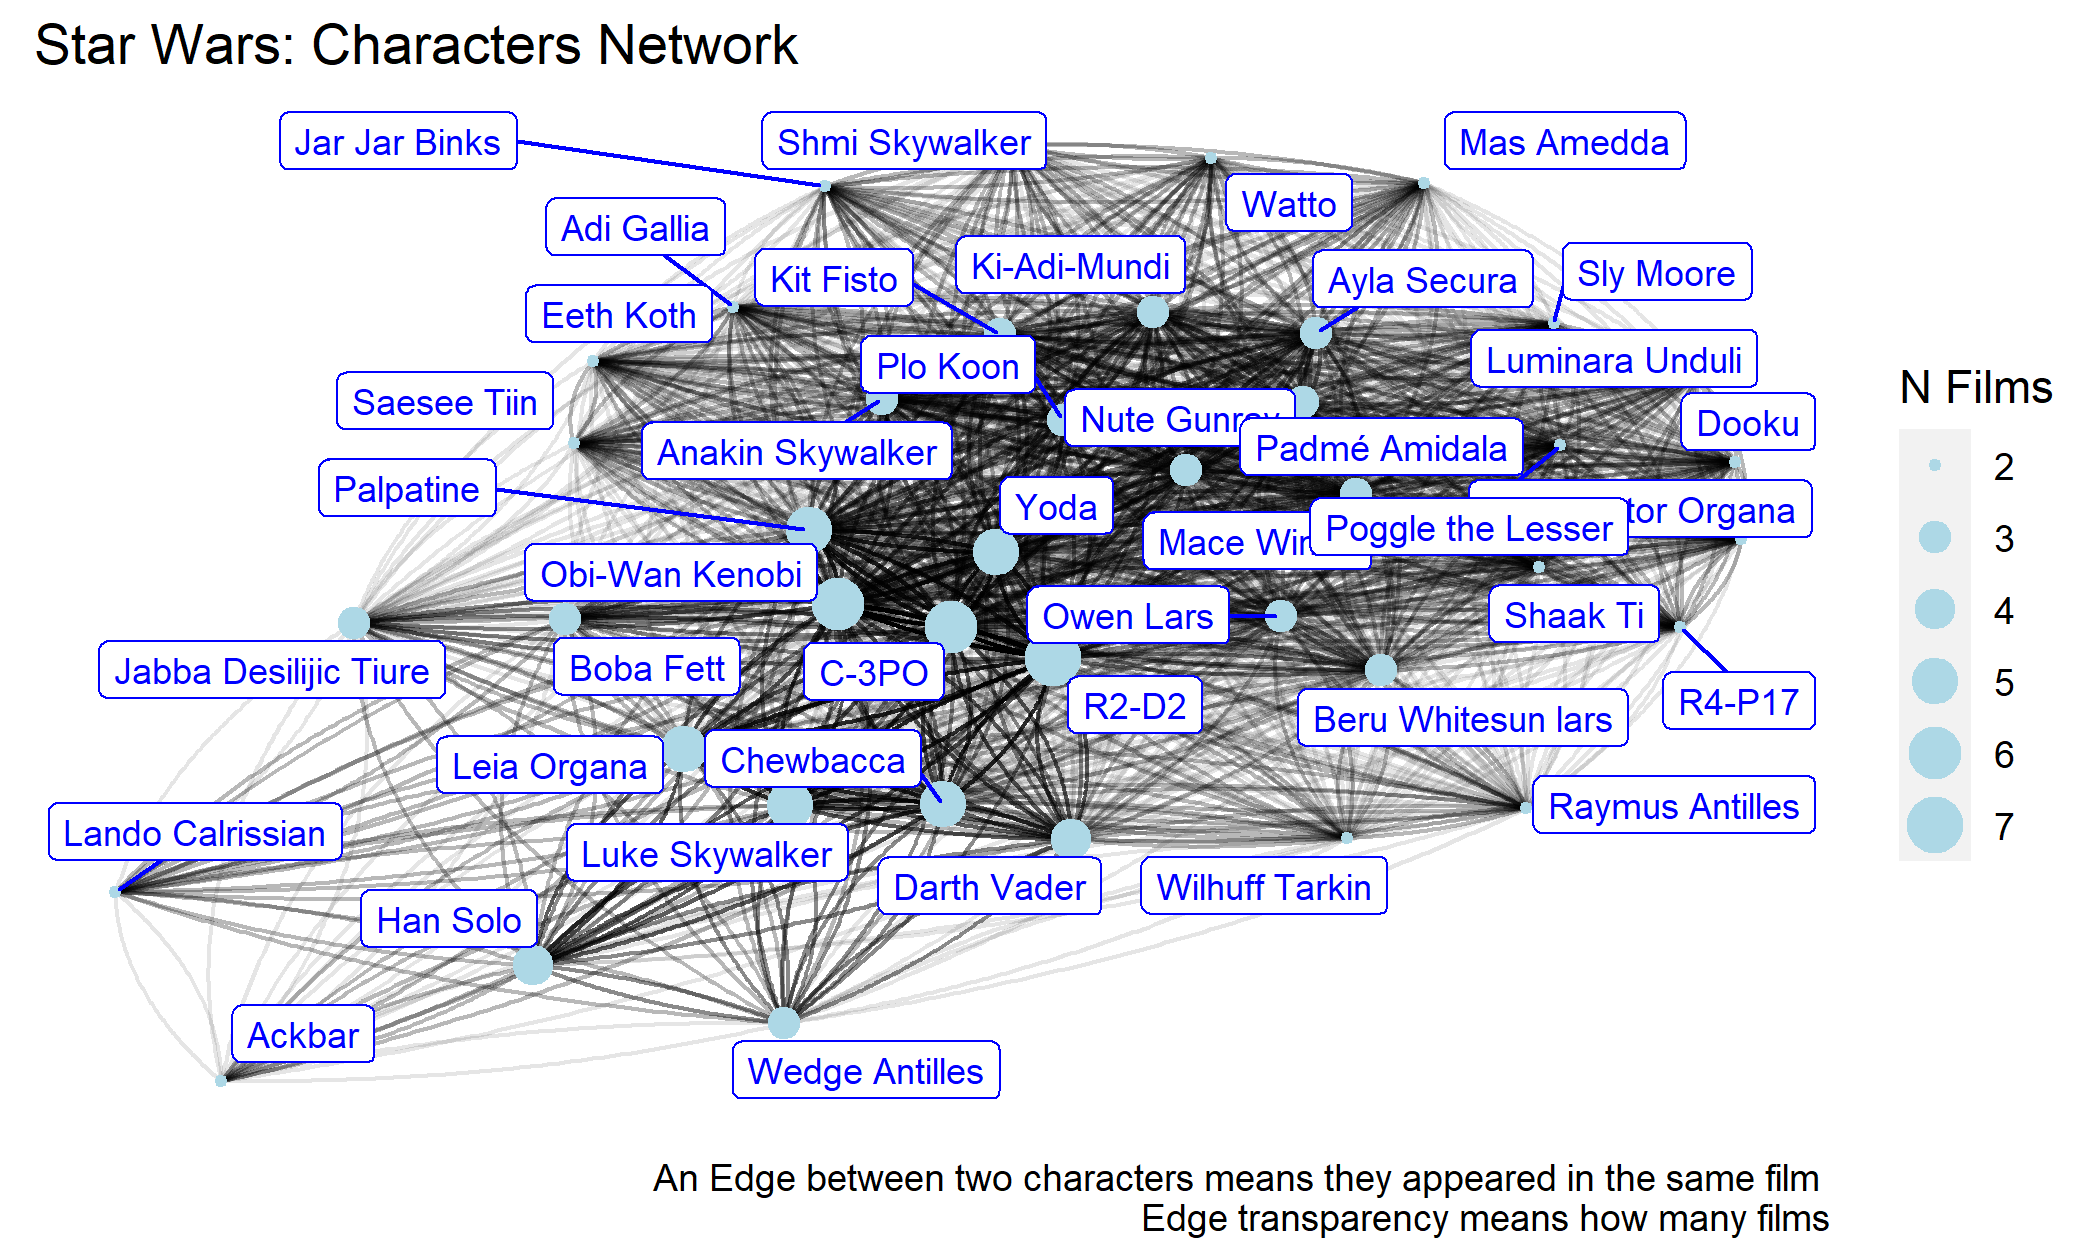 Star Wars: Characters Network
Jar Jar Binks
Shmi Skywalker
Mas Amedda
Watto
Adi Gallia
Kit Fisto
Ki-Adi-Mundi
Ayla Secura
Sly Moore
Eeth Koth
Plo Koon
Luminara Unduli
Saesee Tiin
Anakin Skywalker
Nute Gunray
Padmé Amidala
Dooku
Palpatine
Yoda
Mace Win
Poggle the Lesser
tor Organa
Obi-Wan Kenobi
Owen Lars
Shaak Ti
Jabba Desilijic Tiure
Boba Fett
C-3PO
R2-D2
Beru Whitesun lars
R4-P17
Leia Organa
Chewbacca
Lando Calrissian
Luke Skywalker
Darth Vader
Wilhuff Tarkin
Raymus Antilles
Han Solo
Ackbar
Wedge Antilles
N Films
2
3
4
5
6
7
An Edge between two characters means they appeared in the same film
Edge transparency means how many films